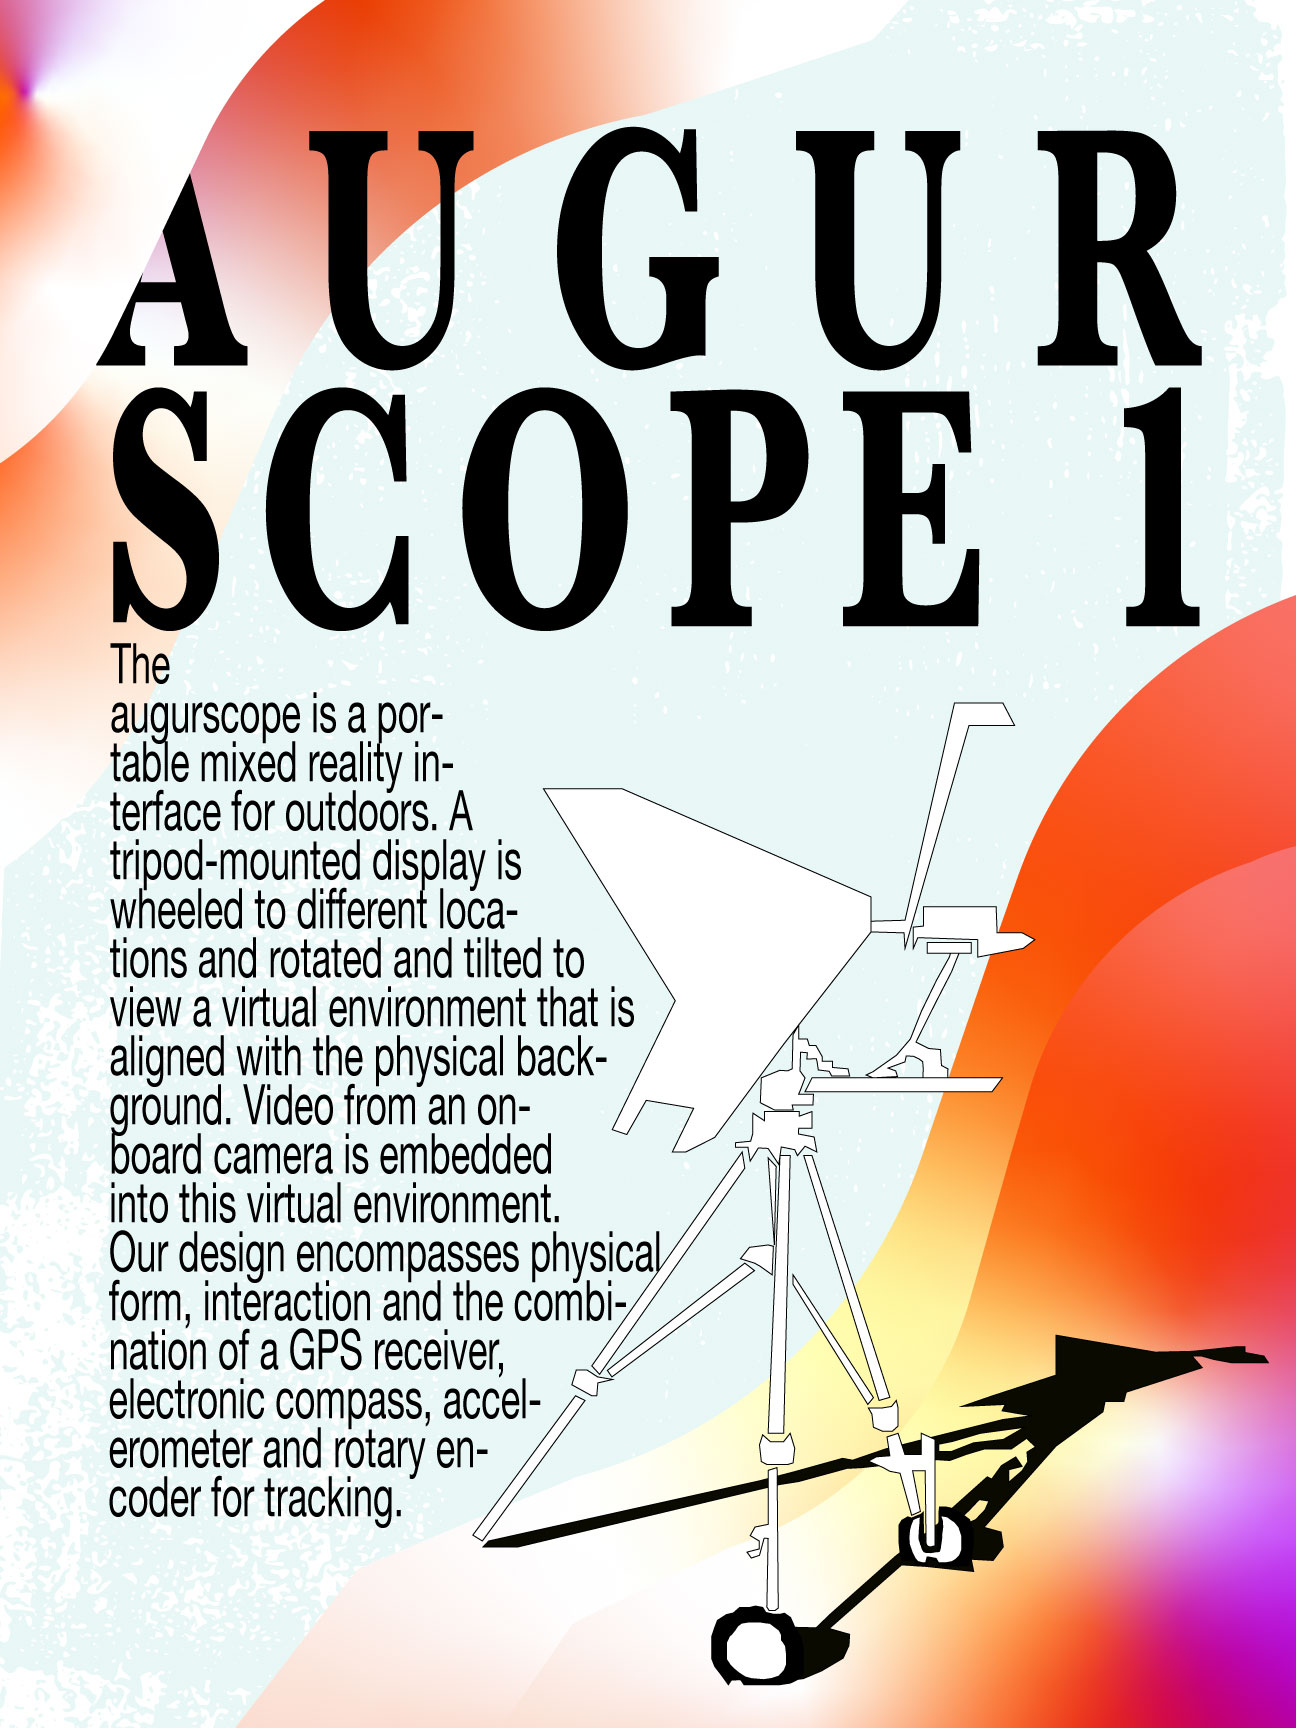 AUGUR
SCOPE 1
The
augurscope is a por-
table mixed reality in-
terface for outdoors. A
tripod-mounted display is
wheeled to different loca-
tions and rotated and tilted to
view a virtual environment that is
aligned with the physical back-
ground. Video from an on-
board camera is embedded
into this virtual environment.
Our design encompasses physical
form, interaction and the combi-
nation of a GPS receiver,
electronic compass, accel-
erometer and rotary en-
coder for tracking.